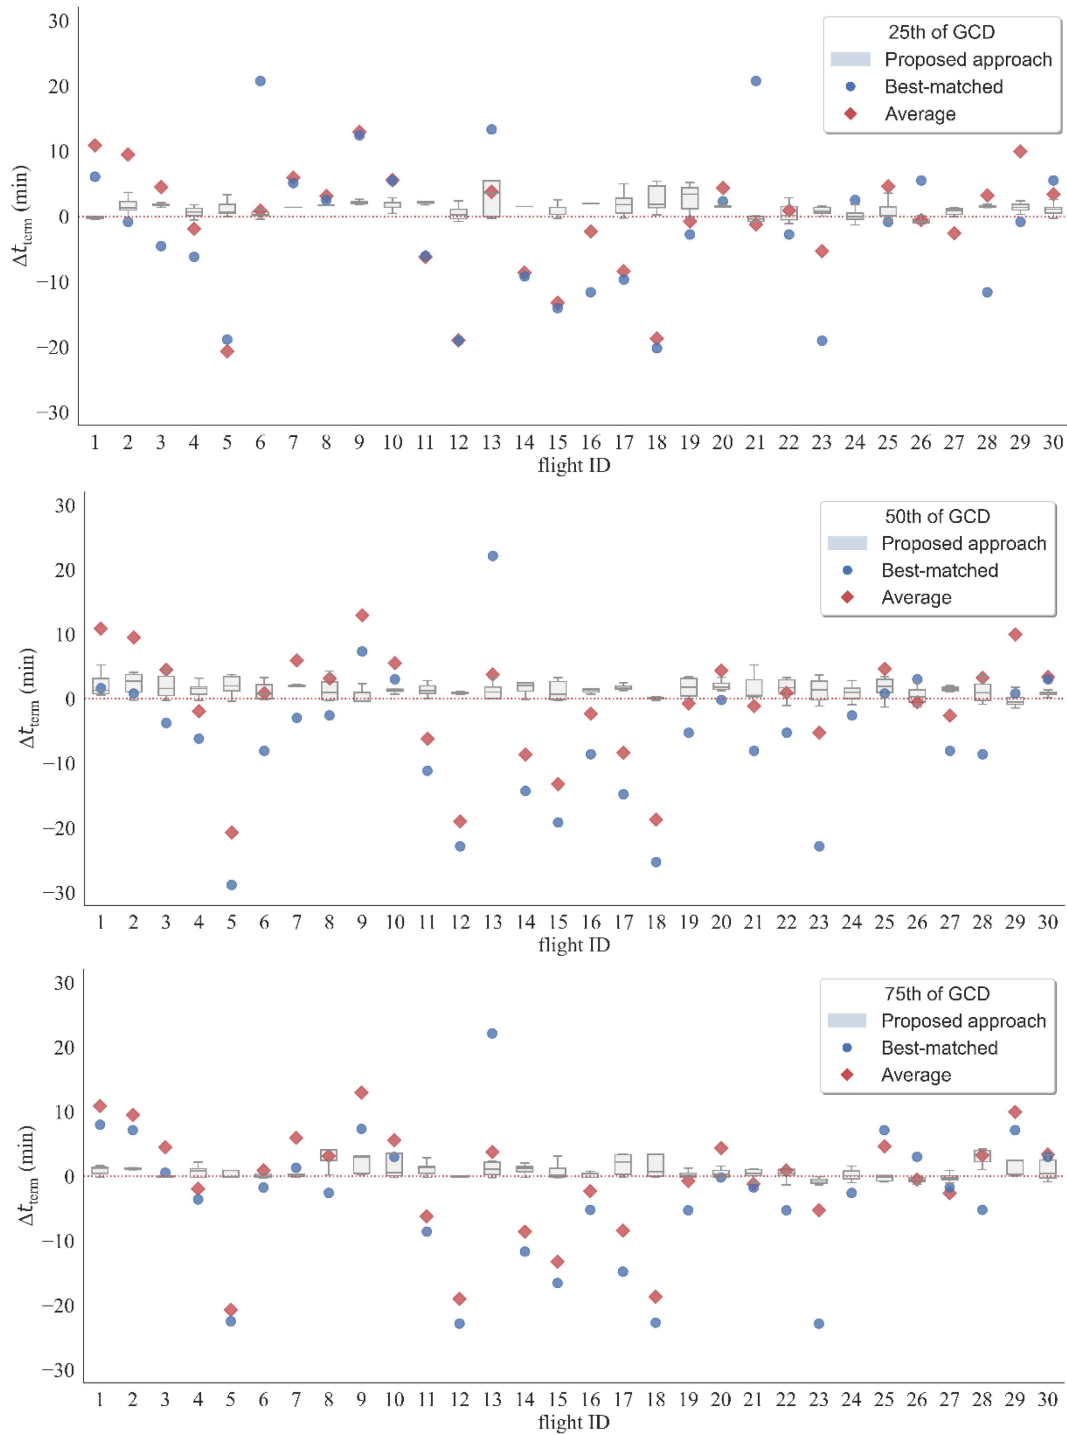 30
20
10
0
−10
−20
−30
Δt_term (min)
25th of GCD
Proposed approach
Best-matched
Average
1 2 3 4 5 6 7 8 9 10 11 12 13 14 15 16 17 18 19 20 21 22 23 24 25 26 27 28 29 30
flight ID
30
20
10
0
−10
−20
−30
Δt_term (min)
50th of GCD
Proposed approach
Best-matched
Average
1 2 3 4 5 6 7 8 9 10 11 12 13 14 15 16 17 18 19 20 21 22 23 24 25 26 27 28 29 30
flight ID
30
20
10
0
−10
−20
−30
Δt_term (min)
75th of GCD
Proposed approach
Best-matched
Average
1 2 3 4 5 6 7 8 9 10 11 12 13 14 15 16 17 18 19 20 21 22 23 24 25 26 27 28 29 30
flight ID